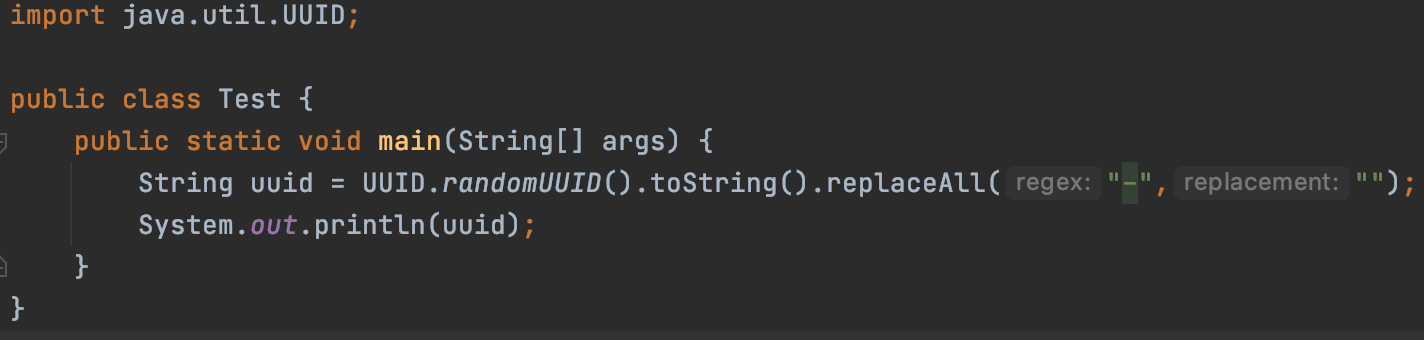 import java.util.UUID;
public class Test {
public static void main(String[] args) {
String uuid = UUID.randomUUID().toString().replaceAll( regex: "-", replacement: "");
System.out.println(uuid);
}
}